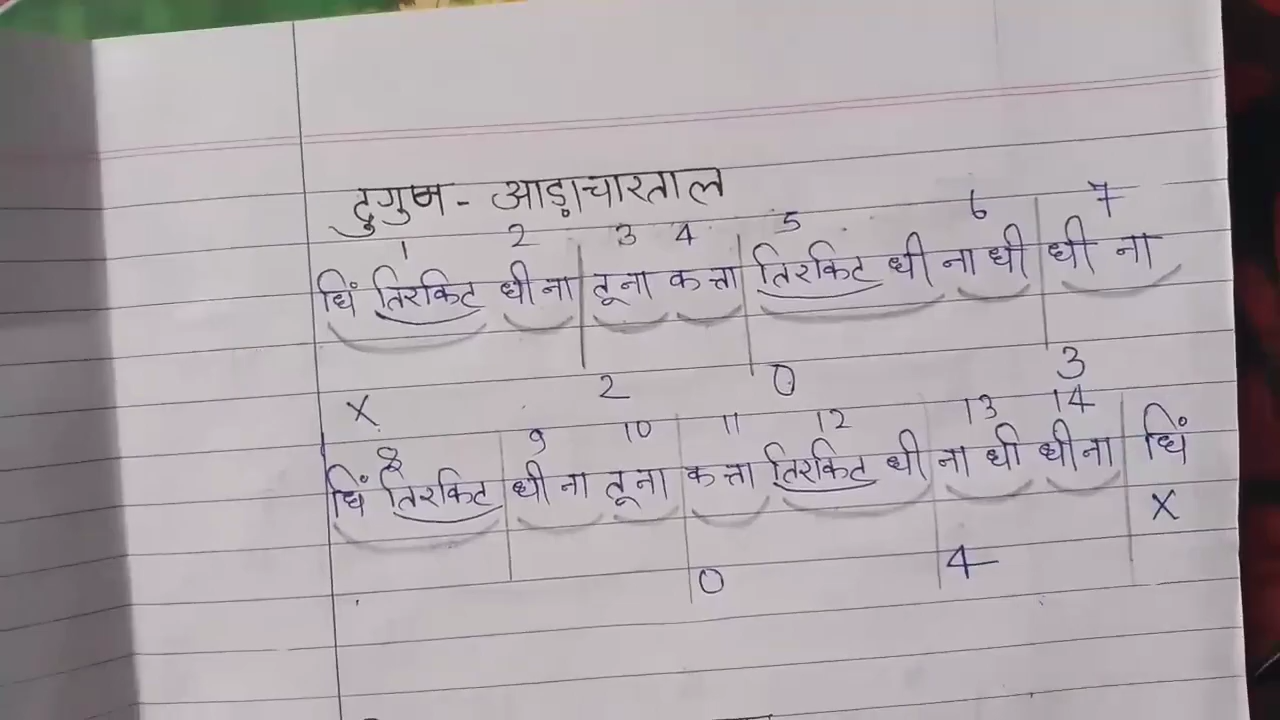 दुगुण - आड़ाचारताल
1 2 3 4 5 6 7
धिं तिरकिट धी ना | तू ना क त्ता | तिरकिट धी ना धी | धी ना
X 2 0 3
8 9 10 11 12 13 14
धिं तिरकिट | धी ना तू ना | क त्ता तिरकिट धी | ना धी धी ना | धिं
X
0 4